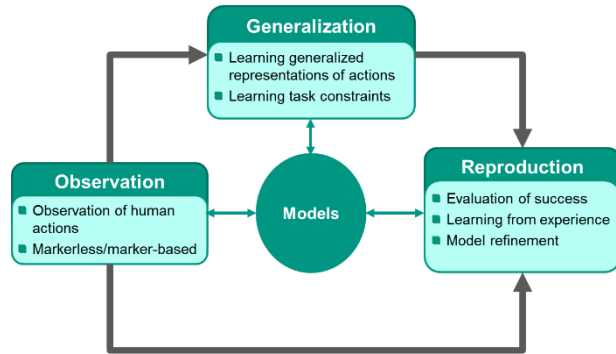 Generalization
Learning generalized
representations of actions
Learning task constraints
Observation
Observation of human
actions
Markerless/marker-based
Models
Reproduction
Evaluation of success
Learning from experience
Model refinement